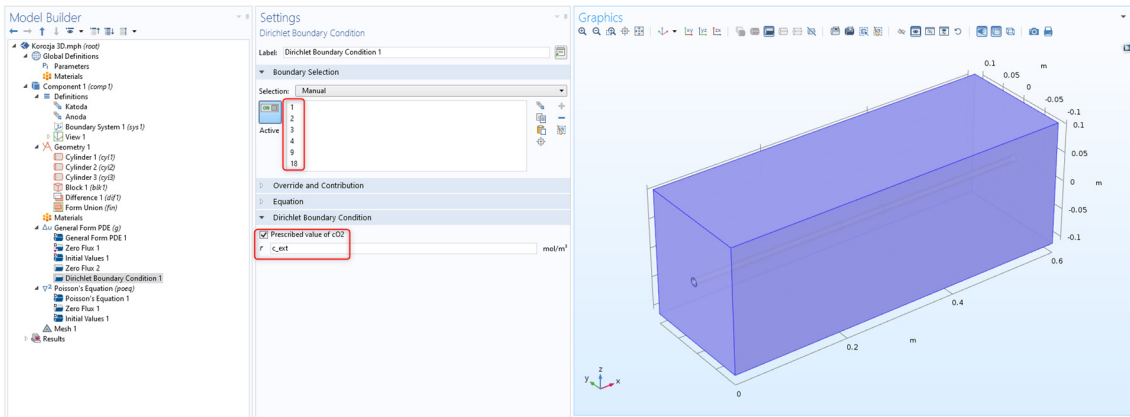 Model Builder
Korozja 3D.mph (root)
Global Definitions
Pi Parameters
Materials
Component 1 (comp1)
Definitions
Katoda
Anoda
Boundary System 1 (sys1)
View 1
Geometry 1
Cylinder 1 (cyl1)
Cylinder 2 (cyl2)
Cylinder 3 (cyl3)
Block 1 (blk1)
Difference 1 (dif1)
Form Union (fin)
Materials
Δu General Form PDE (g)
General Form PDE 1
Zero Flux 1
Initial Values 1
Zero Flux 2
Dirichlet Boundary Condition 1
∇² Poisson's Equation (poeq)
Poisson's Equation 1
Zero Flux 1
Initial Values 1
Mesh 1
Results
Settings
Dirichlet Boundary Condition
Label: Dirichlet Boundary Condition 1
Boundary Selection
Selection: Manual
Active
1
2
3
4
9
18
Override and Contribution
Equation
Dirichlet Boundary Condition
Prescribed value of cO2
r c_ext mol/m³
Graphics
0.1 m
0.05
0
-0.05
-0.1
0.1
0.05
0 m
-0.05
-0.1
0.6
0.4
m
0.2
0
y z x